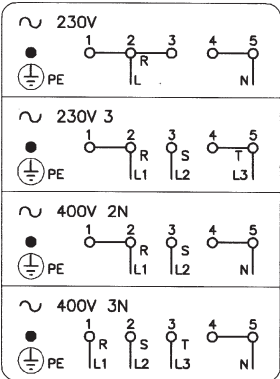 ~ 230V
1 2 3 4 5
R
PE L N
~ 230V 3
1 2 3 4 5
R S T
PE L1 L2 L3
~ 400V 2N
1 2 3 4 5
R S
PE L1 L2 N
~ 400V 3N
1 2 3 4 5
R S T
PE L1 L2 L3 N